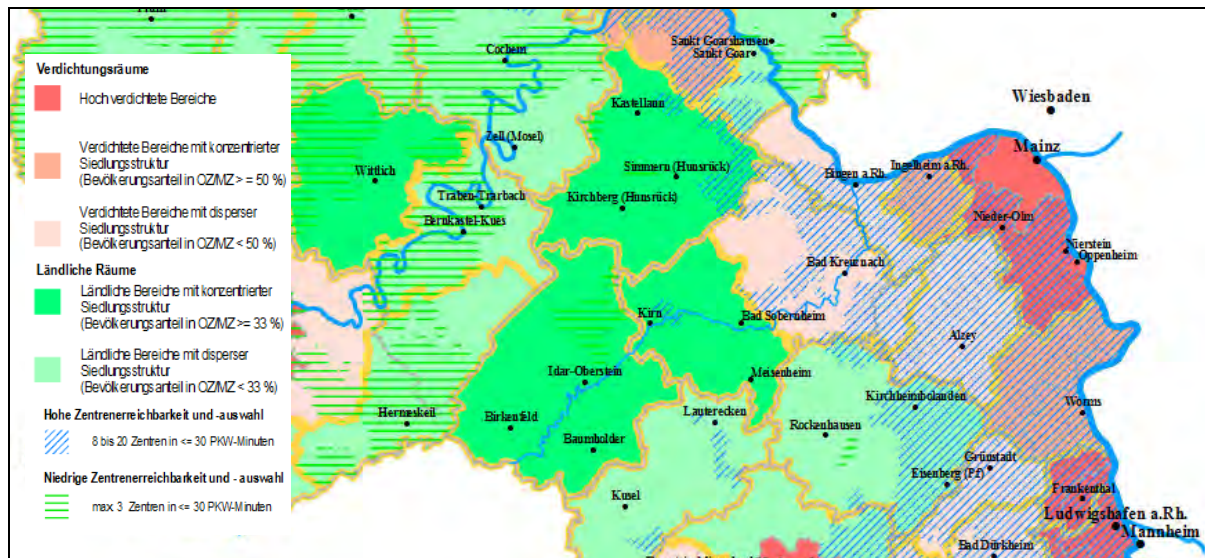 Verdichtungsräume
Hoch verdichtete Bereiche
Verdichtete Bereiche mit konzentrierter
Siedlungsstruktur
(Bevölkerungsanteil in OZ/MZ > = 50 %)
Verdichtete Bereiche mit disperser
Siedlungsstruktur
(Bevölkerungsanteil in OZ/MZ < 50 %)
Ländliche Räume
Ländliche Bereiche mit konzentrierter
Siedlungsstruktur
(Bevölkerungsanteil in OZ/MZ >= 33 %)
Ländliche Bereiche mit disperser
Siedlungsstruktur
(Bevölkerungsanteil in OZ/MZ < 33 %)
Hohe Zentrenerreichbarkeit und -auswahl
8 bis 20 Zentren in <= 30 PKW-Minuten
Niedrige Zentrenerreichbarkeit und - auswahl
max. 3 Zentren in <= 30 PKW-Minuten
Sankt Goarshausen
Cochem
Sankt Goar
Wiesbaden
Kastellaun
Zell (Mosel)
Mainz
Wittlich
Simmern (Hunsrück)
Bingen a.Rh.
Ingelheim a.Rh.
Traben-Trarbach
Kirchberg (Hunsrück)
Bernkastel-Kues
Nieder-Olm
Nierstein
Oppenheim
Bad Kreuznach
Kirn
Bad Sobernheim
Alzey
Idar-Oberstein
Meisenheim
Hermeskeil
Birkenfeld
Lauterecken
Kirchheimbolanden
Worms
Baumholder
Rockenhausen
Grünstadt
Eisenberg (Pf)
Kusel
Frankenthal
Ludwigshafen a.Rh.
Mannheim
Bad Dürkheim